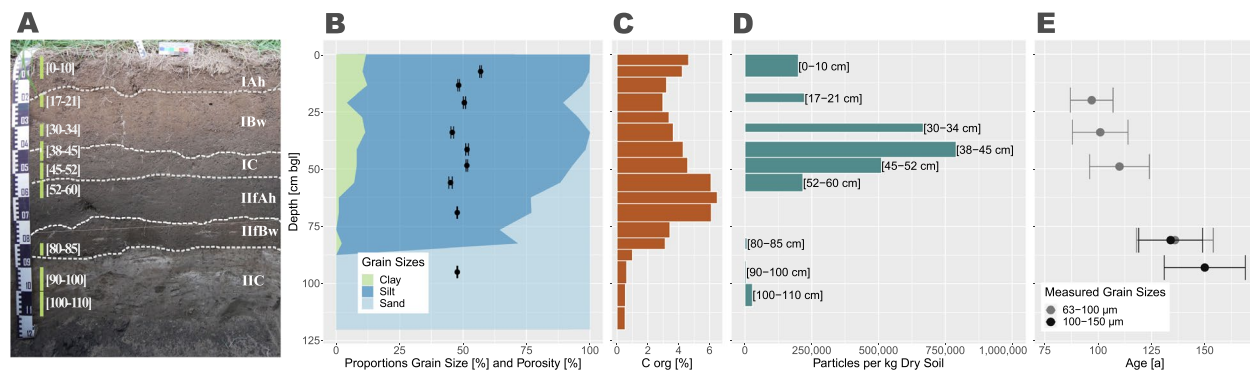 A
[0-10]
IAh
[17-21]
IBw
[30-34]
[38-45]
IC
[45-52]
[52-60]
IIfAh
IIfBw
[80-85]
[90-100]
IIC
[100-110]
B
Depth [cm bgl]
0
25
50
75
100
125
Grain Sizes
Clay
Silt
Sand
0 25 50 75 100
Proportions Grain Size [%] and Porosity [%]
C
0 2 4 6
C org [%]
D
[0−10 cm]
[17−21 cm]
[30−34 cm]
[38−45 cm]
[45−52 cm]
[52−60 cm]
[80−85 cm]
[90−100 cm]
[100−110 cm]
0 250,000 500,000 750,000 1,000,000
Particles per kg Dry Soil
E
Measured Grain Sizes
63−100 µm
100−150 µm
75 100 125 150
Age [a]